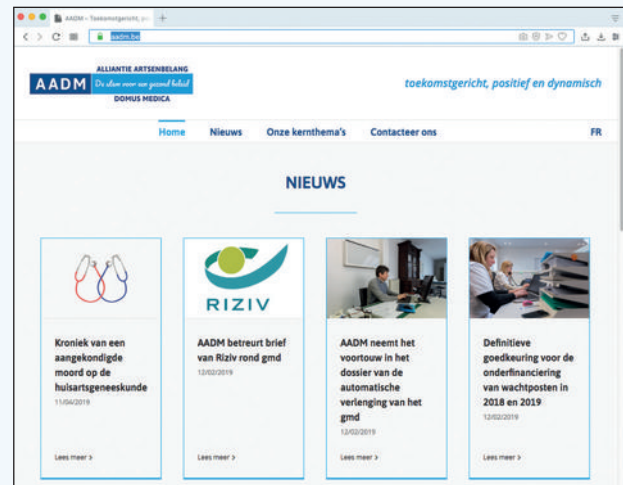 AADM – Toekomstgericht, po
aadm.be
ALLIANTIE ARTSENBELANG
AADM De stem voor een gezond beleid
DOMUS MEDICA
toekomstgericht, positief en dynamisch
Home Nieuws Onze kernthema's Contacteer ons FR
NIEUWS
RIZIV
Kroniek van een
aangekondigde
moord op de
huisartsgeneeskunde
11/04/2019
Lees meer >
AADM betreurt brief
van Riziv rond gmd
12/02/2019
Lees meer >
AADM neemt het
voortouw in het
dossier van de
automatische
verlenging van het
gmd
12/02/2019
Lees meer >
Definitieve
goedkeuring voor de
onderfinanciering
van wachtposten in
2018 en 2019
12/02/2019
Lees meer >